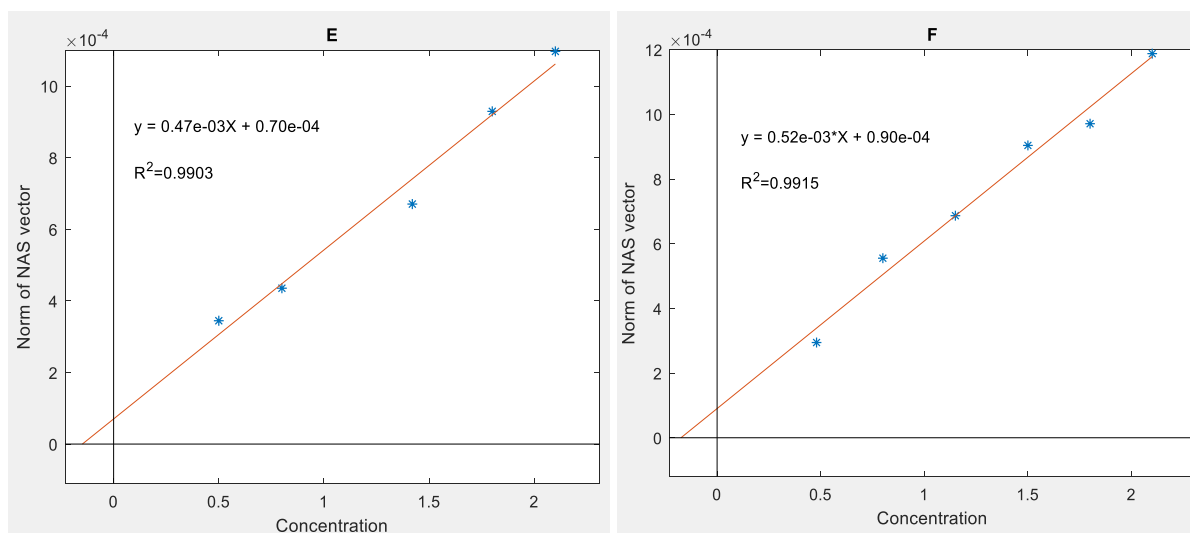 E
×10⁻⁴
10
8
6
4
2
0
y = 0.47e-03X + 0.70e-04
R²=0.9903
Norm of NAS vector
0 0.5 1 1.5 2
Concentration
F
×10⁻⁴
12
10
8
6
4
2
0
y = 0.52e-03*X + 0.90e-04
R²=0.9915
Norm of NAS vector
0 0.5 1 1.5 2
Concentration